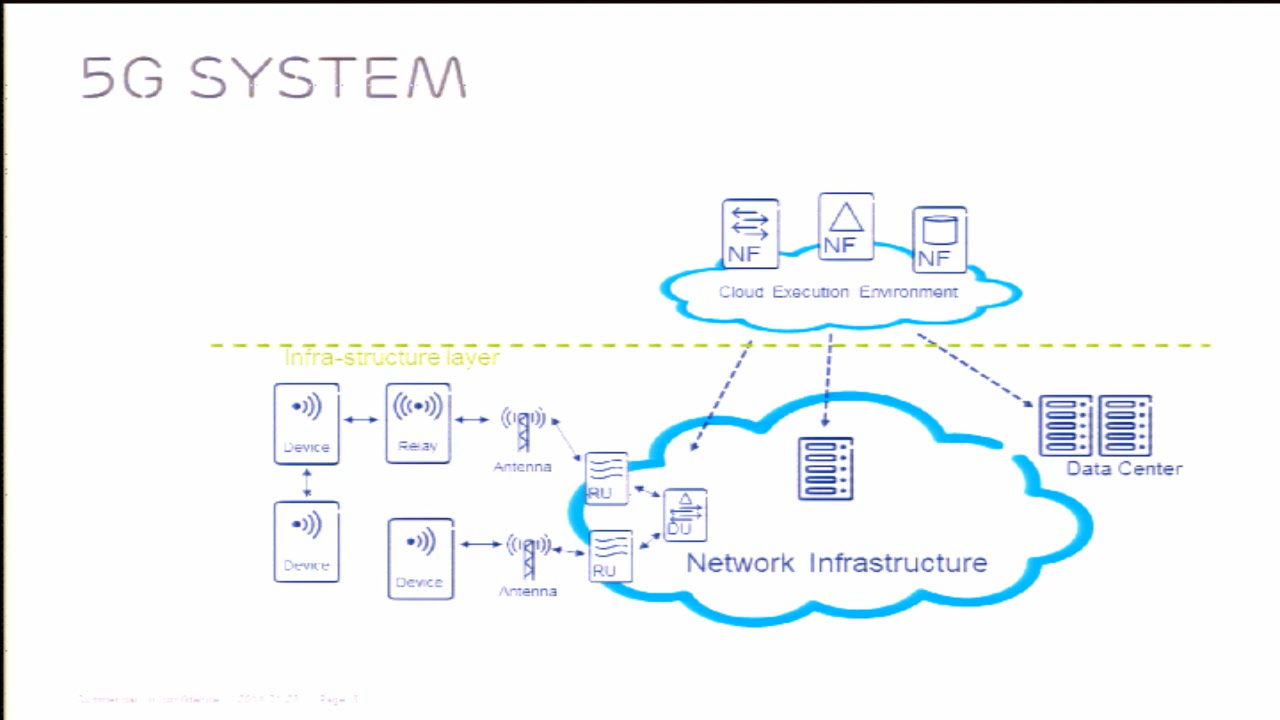 5G SYSTEM
NF
NF
NF
Cloud Execution Environment
Infra-structure layer
Device
Relay
Antenna
RU
DU
Data Center
Device
Device
Antenna
RU
Network Infrastructure
Page